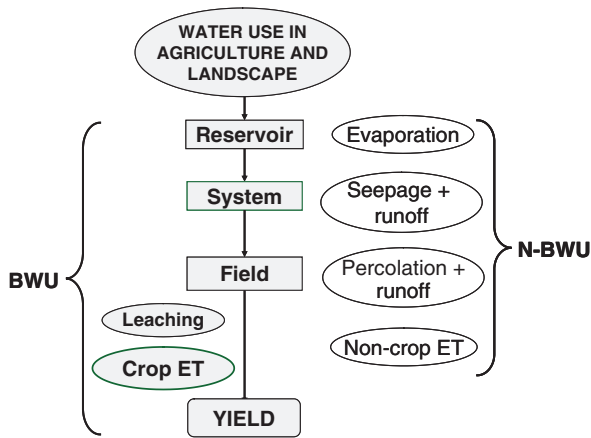 WATER USE IN
AGRICULTURE AND
LANDSCAPE
Reservoir
Evaporation
System
Seepage +
runoff
N-BWU
BWU
Field
Percolation +
runoff
Leaching
Non-crop ET
Crop ET
YIELD